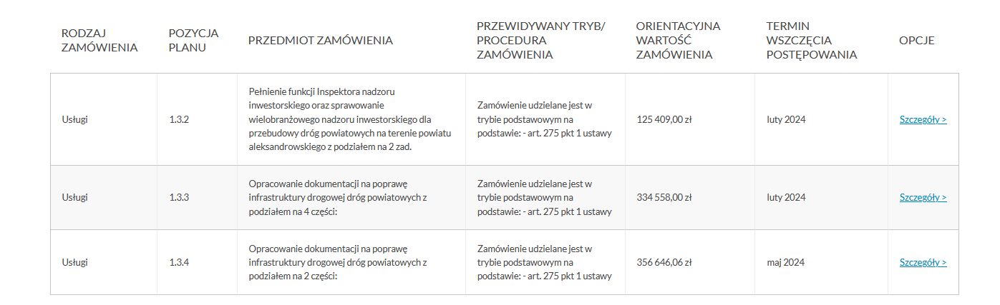 RODZAJ
ZAMÓWIENIA
POZYCJA
PLANU
PRZEDMIOT ZAMÓWIENIA
PRZEWIDYWANY TRYB/
PROCEDURA
ZAMÓWIENIA
ORIENTACYJNA
WARTOŚĆ
ZAMÓWIENIA
TERMIN
WSZCZĘCIA
POSTĘPOWANIA
OPCJE
Usługi
1.3.2
Pełnienie funkcji Inspektora nadzoru
inwestorskiego oraz sprawowanie
wielobranżowego nadzoru inwestorskiego dla
przebudowy dróg powiatowych na terenie powiatu
aleksandrowskiego z podziałem na 2 zad.
Zamówienie udzielane jest w
trybie podstawowym na
podstawie: - art. 275 pkt 1 ustawy
125 409,00 zł
luty 2024
Szczegóły >
Usługi
1.3.3
Opracowanie dokumentacji na poprawę
infrastruktury drogowej dróg powiatowych z
podziałem na 4 części:
Zamówienie udzielane jest w
trybie podstawowym na
podstawie: - art. 275 pkt 1 ustawy
334 558,00 zł
luty 2024
Szczegóły >
Usługi
1.3.4
Opracowanie dokumentacji na poprawę
infrastruktury drogowej dróg powiatowych z
podziałem na 2 części:
Zamówienie udzielane jest w
trybie podstawowym na
podstawie: - art. 275 pkt 1 ustawy
356 646,06 zł
maj 2024
Szczegóły >